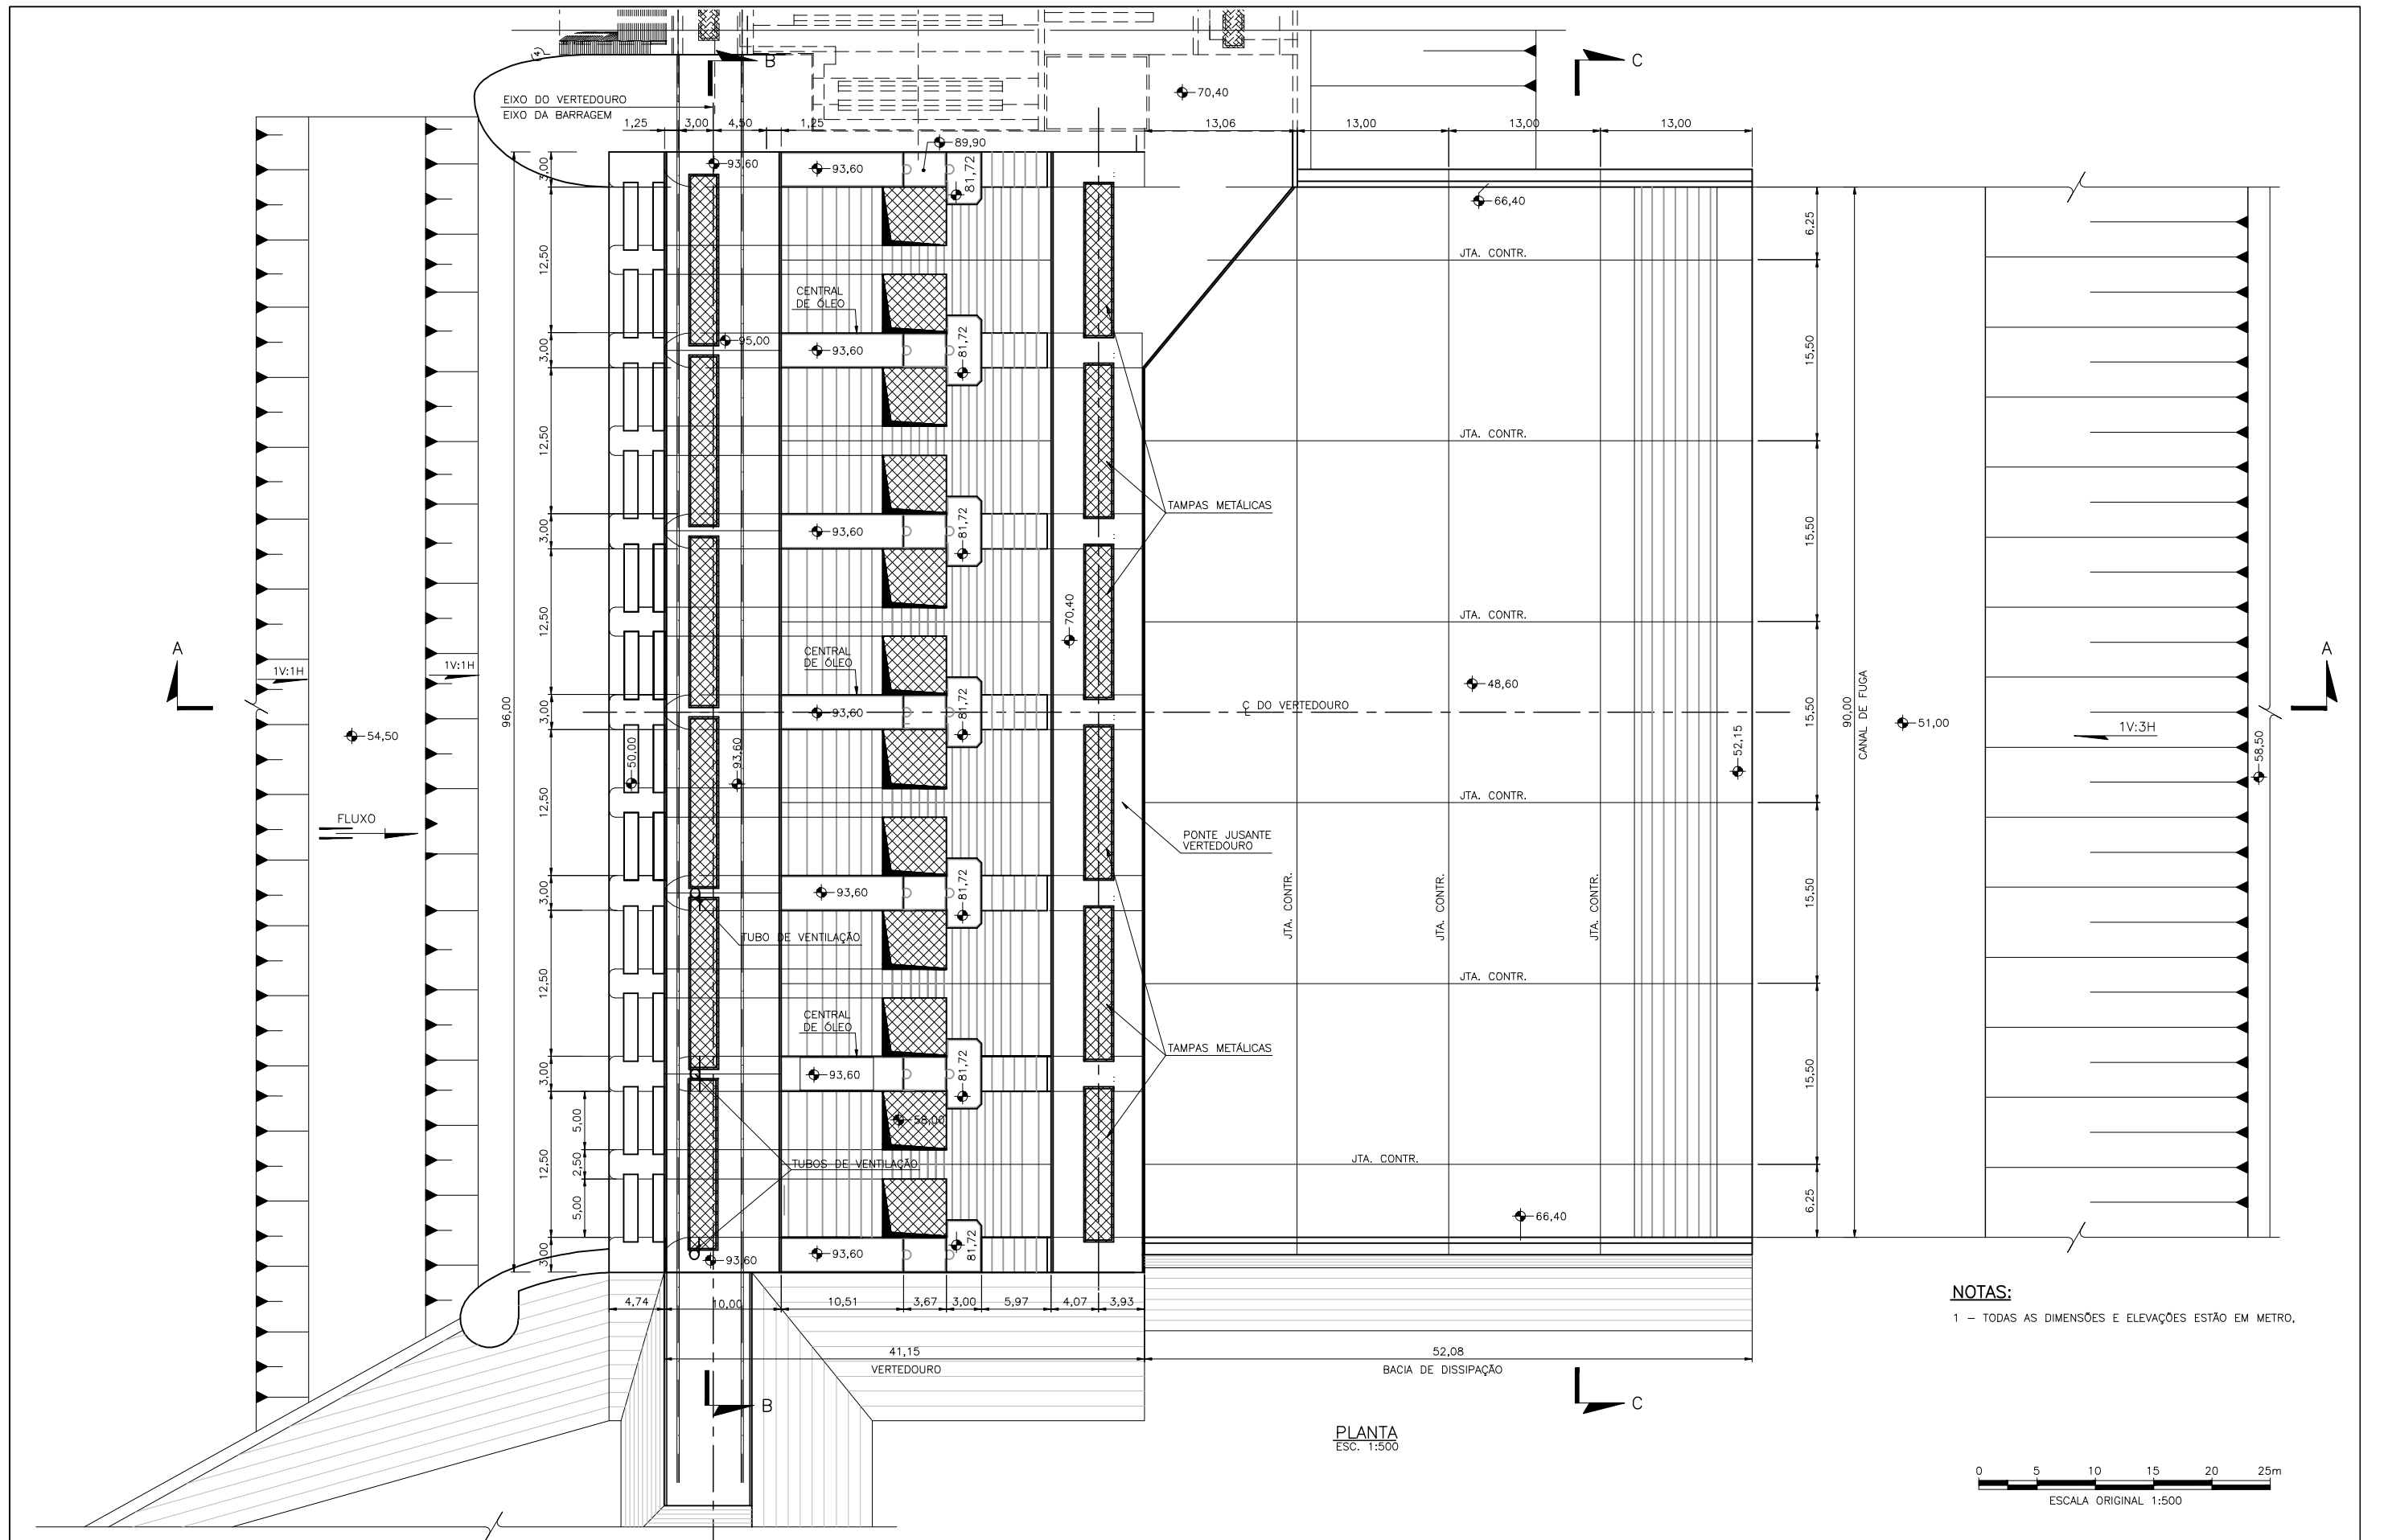 (4)
B
C
EIXO DO VERTEDOURO
EIXO DA BARRAGEM
70,40
1,25
3,00
4,50
1,25
13,06
13,00
13,00
13,00
89,90
93,60
93,60
81,72
3,00
66,40
6,25
12,50
JTA. CONTR.
CENTRAL
DE ÓLEO
95,00
93,60
81,72
3,00
15,50
12,50
JTA. CONTR.
TAMPAS METÁLICAS
93,60
81,72
3,00
15,50
12,50
JTA. CONTR.
70,40
CENTRAL
DE ÓLEO
A
A
1V:1H
1V:1H
48,60
96,00
3,00
93,60
81,72
C DO VERTEDOURO
L
15,50
90,00
CANAL DE FUGA
51,00
1V:3H
54,50
50,00
93,60
52,15
58,50
12,50
JTA. CONTR.
FLUXO
PONTE JUSANTE
VERTEDOURO
3,00
93,60
81,72
JTA. CONTR.
JTA. CONTR.
JTA. CONTR.
15,50
TUBO DE VENTILAÇÃO
12,50
JTA. CONTR.
CENTRAL
DE ÓLEO
TAMPAS METÁLICAS
3,00
93,60
81,72
15,50
5,00
58,00
12,50
2,50
TUBOS DE VENTILAÇÃO
JTA. CONTR.
5,00
6,25
66,40
3,00
93,60
93,60
81,72
4,74
10,00
10,51
3,67
3,00
5,97
4,07
3,93
NOTAS:
1 – TODAS AS DIMENSÕES E ELEVAÇÕES ESTÃO EM METRO.
41,15
VERTEDOURO
52,08
BACIA DE DISSIPAÇÃO
B
C
PLANTA
ESC. 1:500
0 5 10 15 20 25m
ESCALA ORIGINAL 1:500